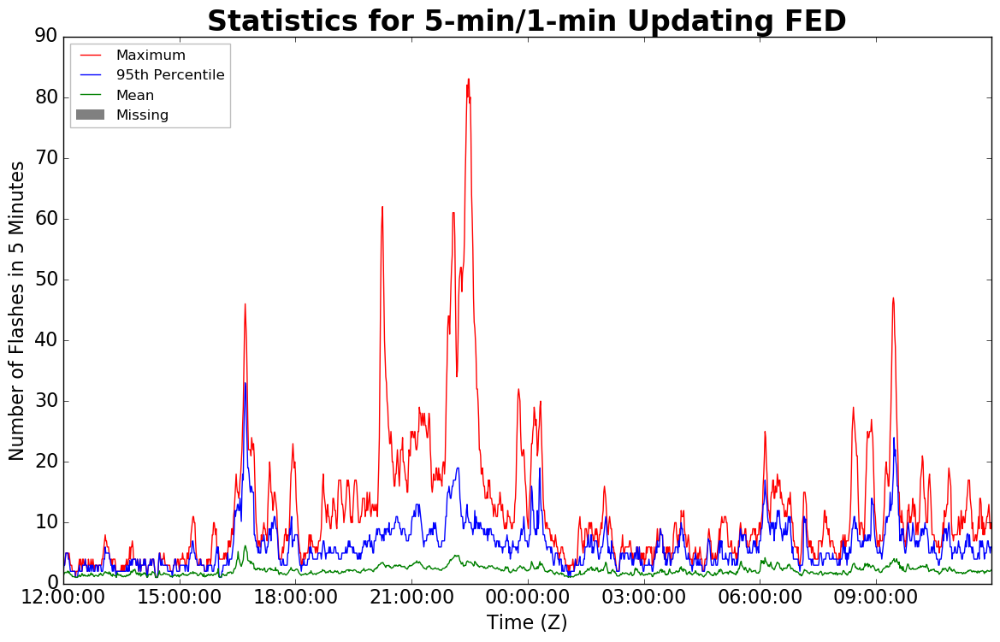 Statistics for 5-min/1-min Updating FED
Number of Flashes in 5 Minutes
90
80
70
60
50
40
30
20
10
0
Maximum
95th Percentile
Mean
Missing
12:00:00 15:00:00 18:00:00 21:00:00 00:00:00 03:00:00 06:00:00 09:00:00
Time (Z)